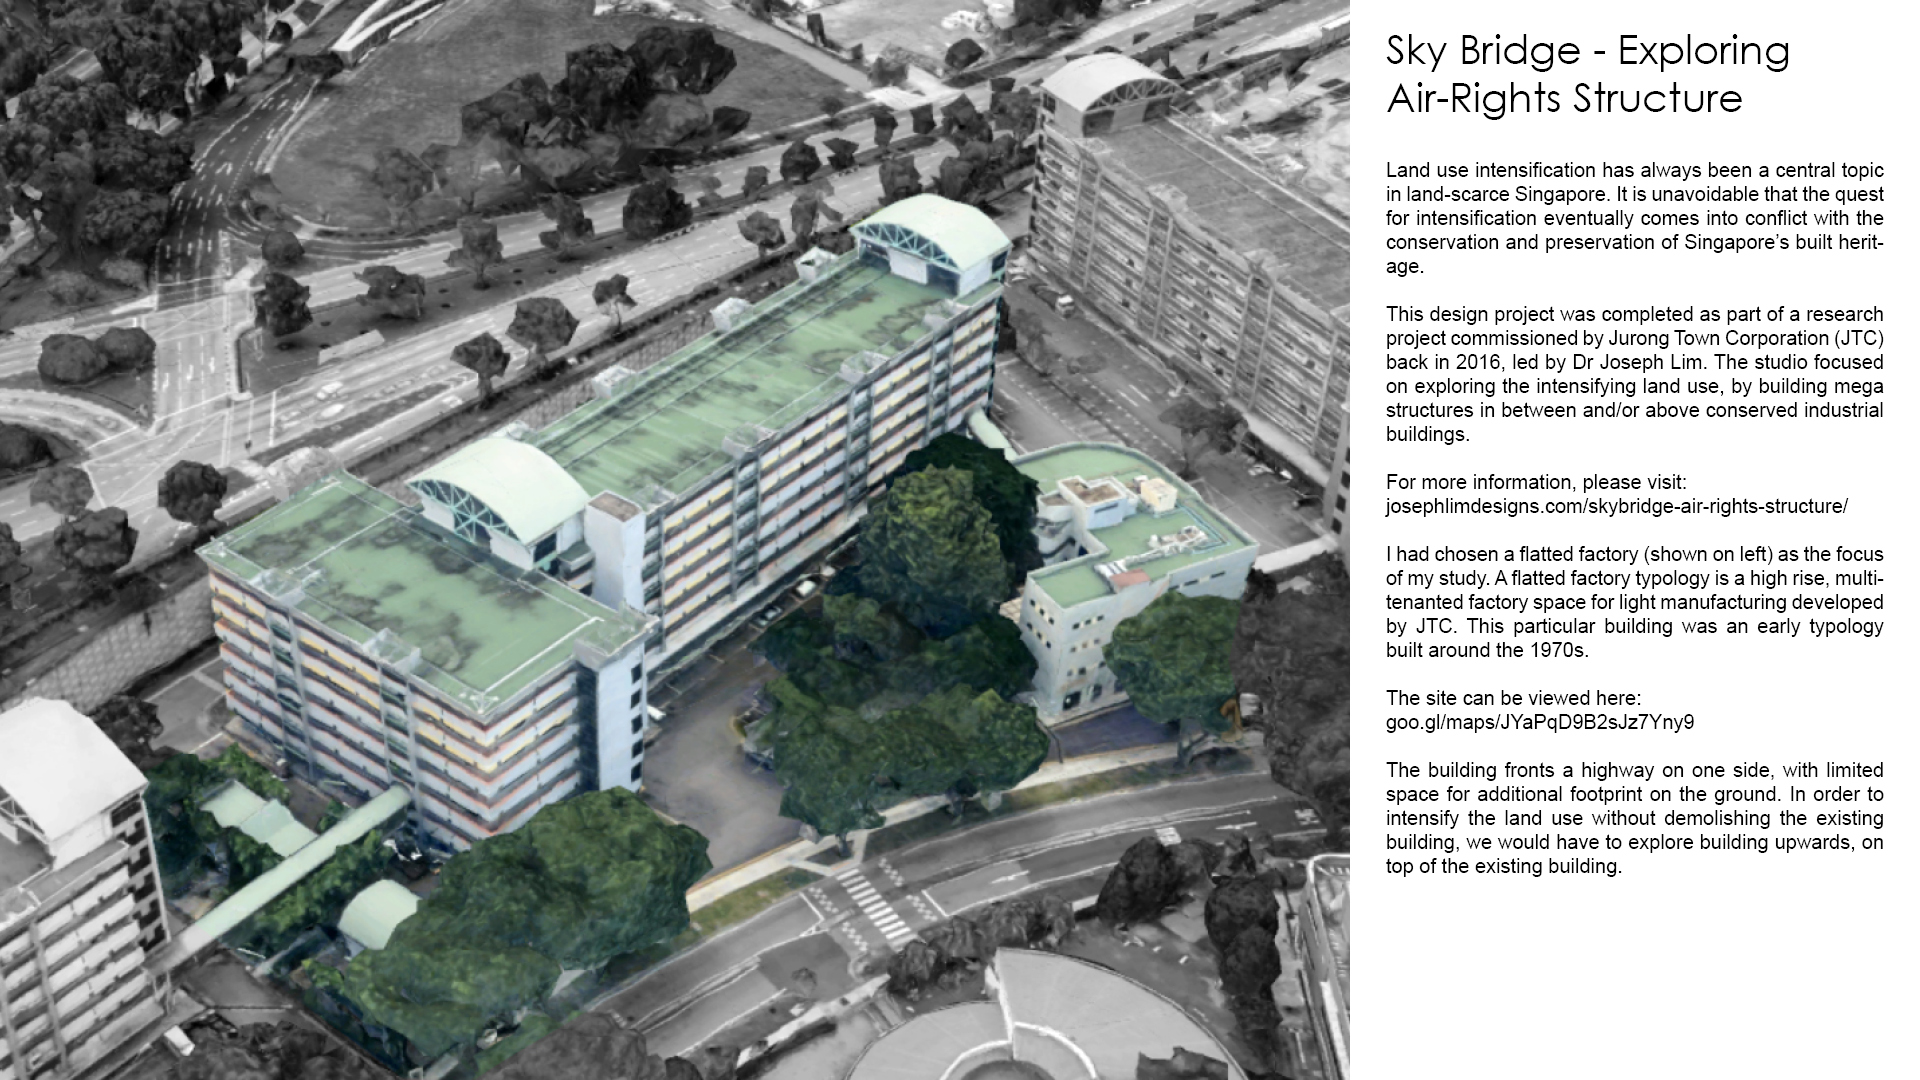 Sky Bridge - Exploring
Air-Rights Structure
Land use intensification has always been a central topic
in land-scarce Singapore. It is unavoidable that the quest
for intensification eventually comes into conflict with the
conservation and preservation of Singapore’s built herit-
age.
This design project was completed as part of a research
project commissioned by Jurong Town Corporation (JTC)
back in 2016, led by Dr Joseph Lim. The studio focused
on exploring the intensifying land use, by building mega
structures in between and/or above conserved industrial
buildings.
For more information, please visit:
josephlimdesigns.com/skybridge-air-rights-structure/
I had chosen a flatted factory (shown on left) as the focus
of my study. A flatted factory typology is a high rise, multi-
tenanted factory space for light manufacturing developed
by JTC. This particular building was an early typology
built around the 1970s.
The site can be viewed here:
goo.gl/maps/JYaPqD9B2sJz7Yny9
The building fronts a highway on one side, with limited
space for additional footprint on the ground. In order to
intensify the land use without demolishing the existing
building, we would have to explore building upwards, on
top of the existing building.